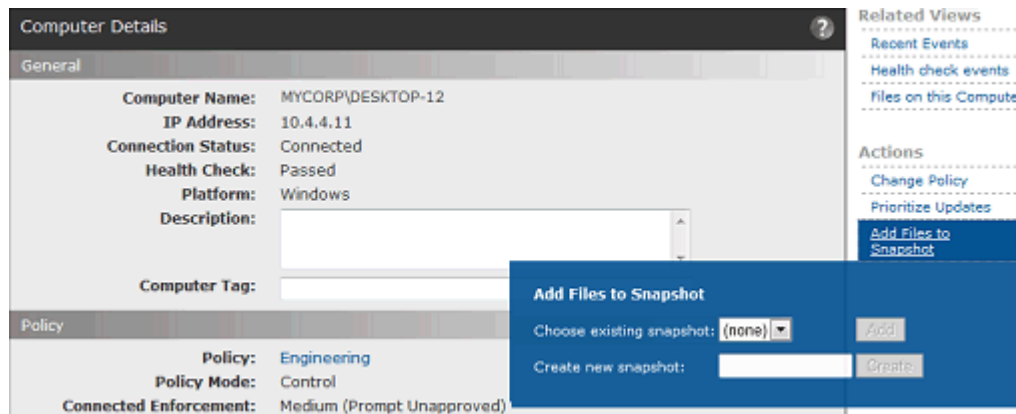 Computer Details
?
General
Computer Name: MYCORP\DESKTOP-12
IP Address: 10.4.4.11
Connection Status: Connected
Health Check: Passed
Platform: Windows
Description:
Computer Tag:
Policy
Policy: Engineering
Policy Mode: Control
Connected Enforcement: Medium (Prompt Unapproved)
Related Views
Recent Events
Health check events
Files on this Compute
Actions
Change Policy
Prioritize Updates
Add Files to
Snapshot
Add Files to Snapshot
Choose existing snapshot: (none) Add
Create new snapshot: Create